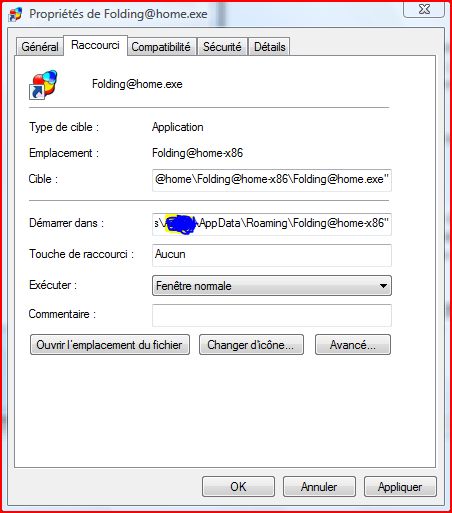 Propriétés de Folding@home.exe
Général Raccourci Compatibilité Sécurité Détails
Folding@home.exe
Type de cible : Application
Emplacement : Folding@home-x86
Cible : @home\Folding@home-x86\Folding@home.exe"
Démarrer dans : s\ \AppData\Roaming\Folding@home-x86"
Touche de raccourci : Aucun
Exécuter : Fenêtre normale
Commentaire :
Ouvrir l'emplacement du fichier Changer d'icône... Avancé...
OK Annuler Appliquer